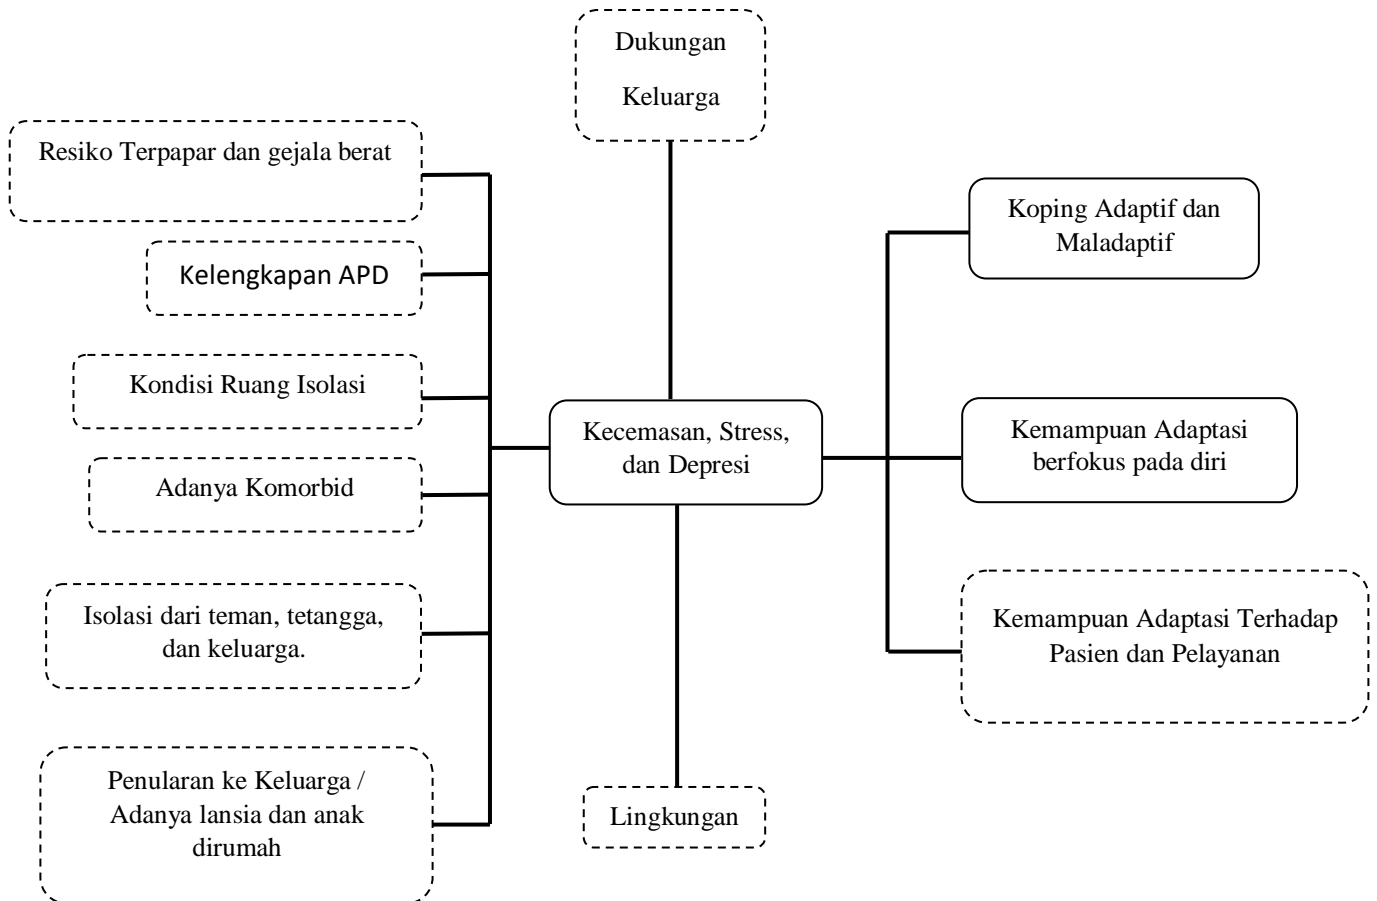 Dukungan
Keluarga
Resiko Terpapar dan gejala berat
Kelengkapan APD
Kondisi Ruang Isolasi
Adanya Komorbid
Isolasi dari teman, tetangga,
dan keluarga.
Penularan ke Keluarga /
Adanya lansia dan anak
dirumah
Kecemasan, Stress,
dan Depresi
Lingkungan
Koping Adaptif dan
Maladaptif
Kemampuan Adaptasi
berfokus pada diri
Kemampuan Adaptasi Terhadap
Pasien dan Pelayanan